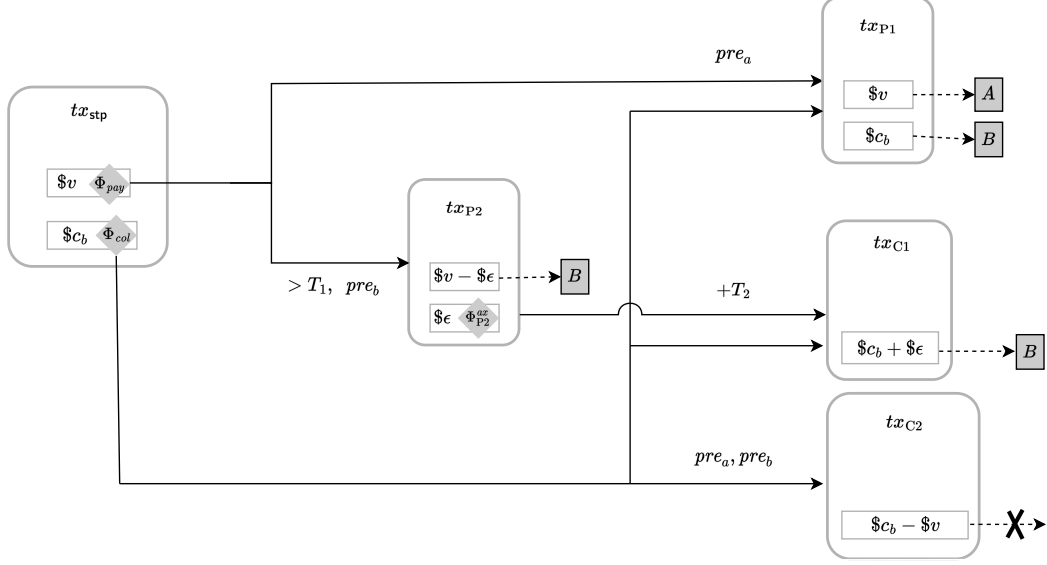 tx_P1
pre_a
$v
A
$c_b
B
tx_stp
$v Φ_pay
$c_b Φ_col
tx_P2
$v − $ϵ
B
$ϵ Φ^ax_P2
> T_1, pre_b
tx_C1
+T_2
$c_b + $ϵ
B
tx_C2
pre_a, pre_b
$c_b − $v